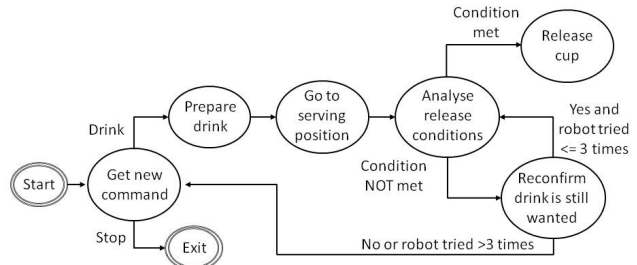 Condition
met
Release
cup
Prepare
drink
Go to
serving
position
Analyse
release
conditions
Drink
Yes and
robot tried
<= 3 times
Start
Get new
command
Condition
NOT met
Reconfirm
drink is still
wanted
Stop
Exit
No or robot tried >3 times